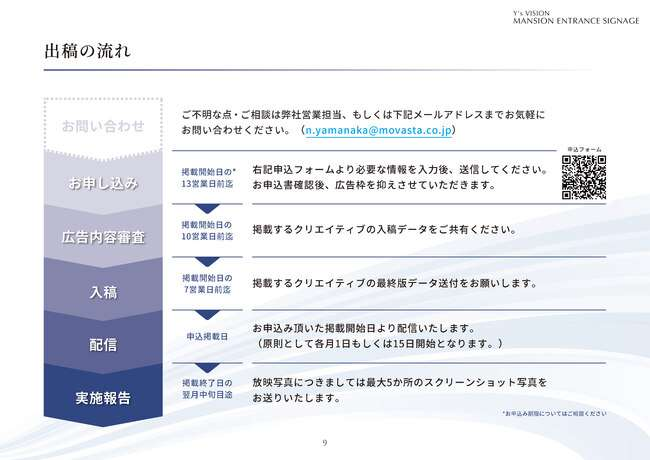 Y's VISION
MANSION ENTRANCE SIGNAGE
出稿の流れ
お問い合わせ
ご不明な点・ご相談は弊社営業担当、もしくは下記メールアドレスまでお気軽に
お問い合わせください。（n.yamanaka@movasta.co.jp）
申込フォーム
お申し込み
掲載開始日の*
13営業日前迄
右記申込フォームより必要な情報を入力後、送信してください。
お申込書確認後、広告枠を抑えさせていただきます。
広告内容審査
掲載開始日の
10営業日前迄
掲載するクリエイティブの入稿データをご共有ください。
入稿
掲載開始日の
7営業日前迄
掲載するクリエイティブの最終版データ送付をお願いします。
配信
申込掲載日
お申込み頂いた掲載開始日より配信いたします。
（原則として各月1日もしくは15日開始となります。）
実施報告
掲載終了日の
翌月中旬目途
放映写真につきましては最大5か所のスクリーンショット写真を
お送りいたします。
*お申込み期限についてはご相談ください
9